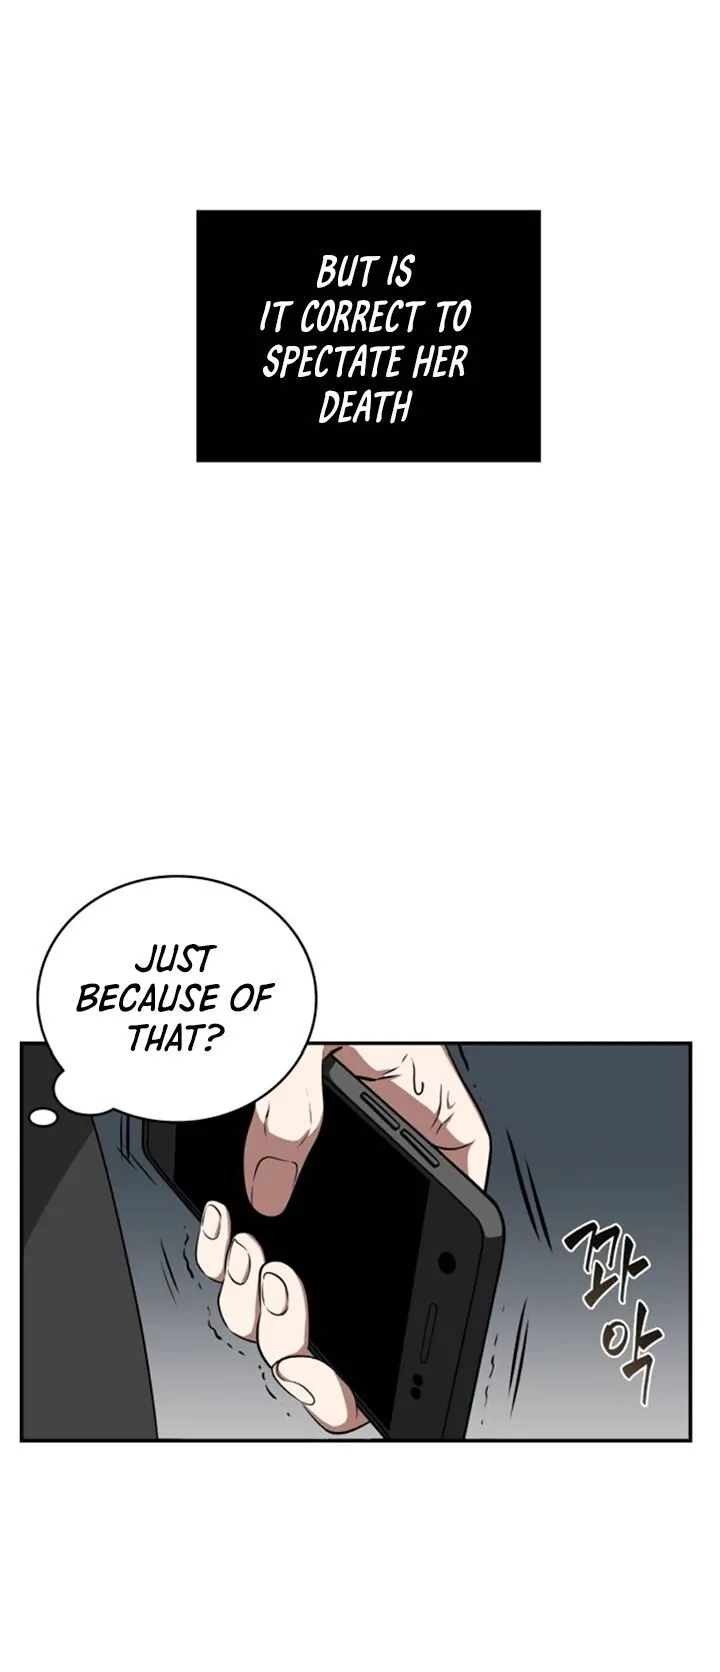 BUT IS
IT CORRECT TO
SPECTATE HER
DEATH
JUST
BECAUSE OF
THAT?
꽈
악